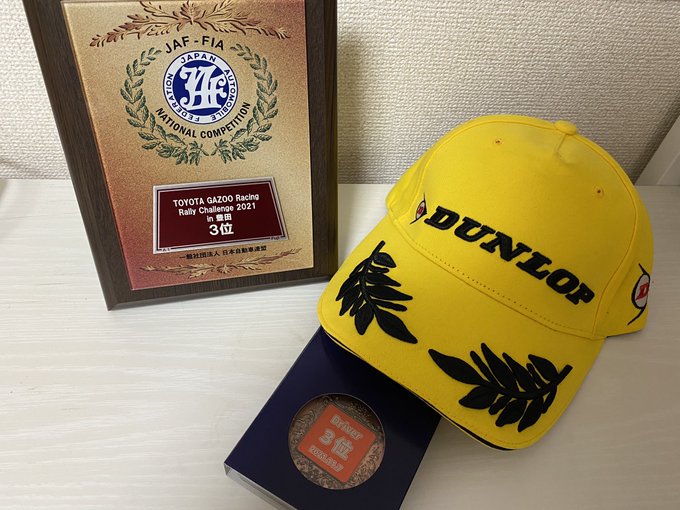 JAF-FIA
JAPAN AUTOMOBILE FEDERATION
JAF
NATIONAL COMPETITION
TOYOTA GAZOO Racing
Rally Challenge 2021
in 豊田
3位
一般社団法人 日本自動車連盟
DUNLOP
Driver
3位